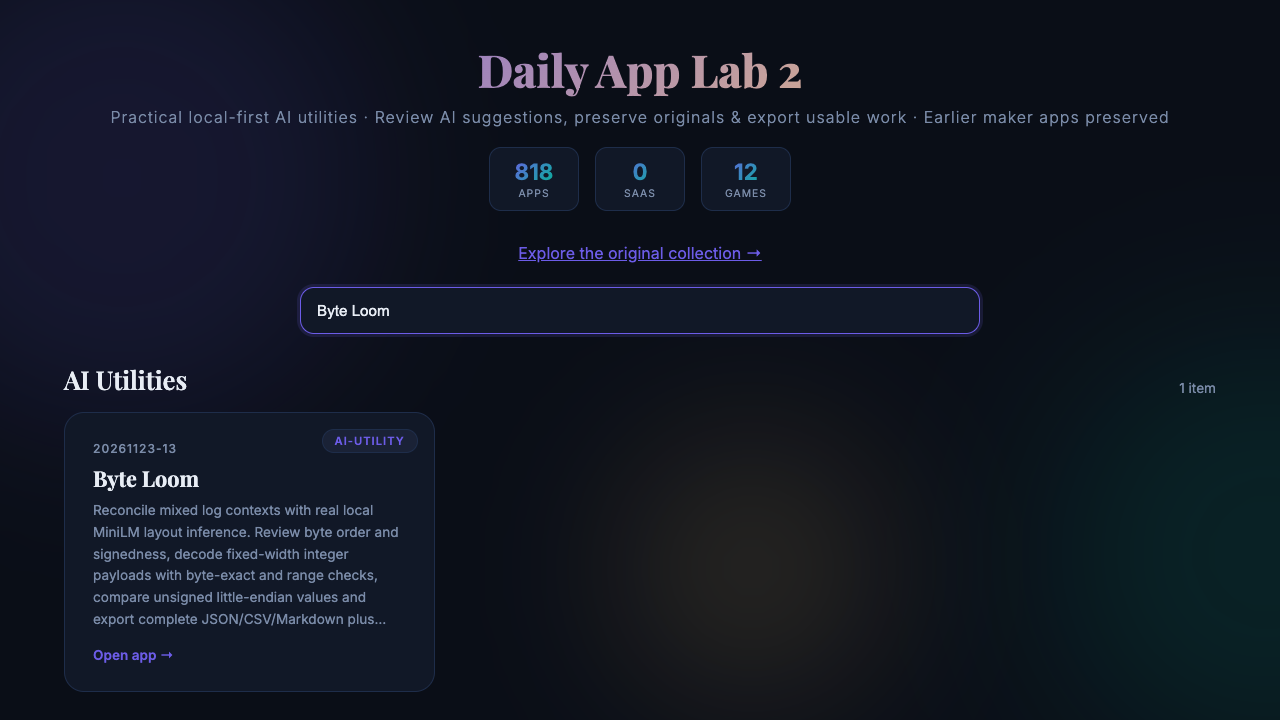 Daily App Lab 2
Practical local-first AI utilities · Review AI suggestions, preserve originals & export usable work · Earlier maker apps preserved
818
APPS
0
SAAS
12
GAMES
Explore the original collection →
Byte Loom
AI Utilities
1 item
20261123-13
AI-UTILITY
Byte Loom
Reconcile mixed log contexts with real local
MiniLM layout inference. Review byte order and
signedness, decode fixed-width integer
payloads with byte-exact and range checks,
compare unsigned little-endian values and
export complete JSON/CSV/Markdown plus...
Open app →